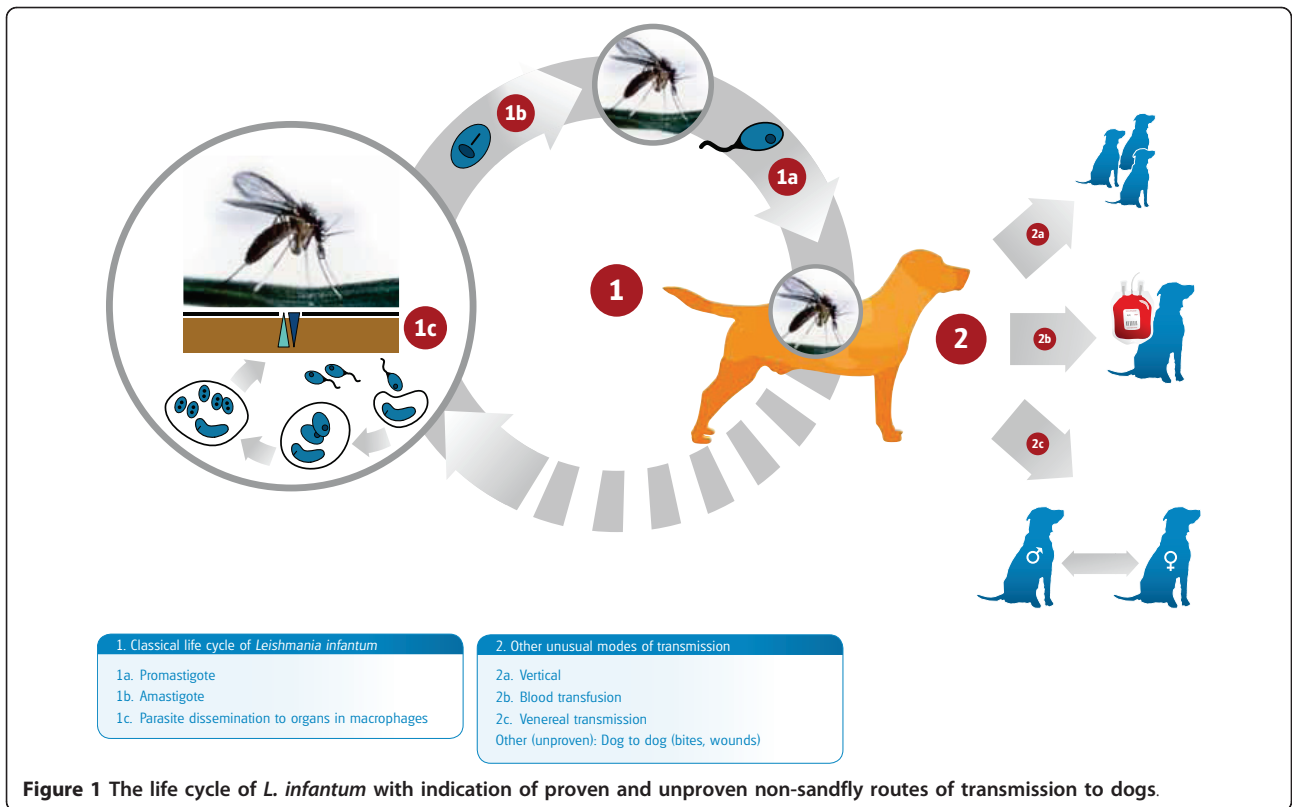 1b
1a
1
1c
2
2a
2b
2c
♂
♀
1. Classical life cycle of Leishmania infantum
1a. Promastigote
1b. Amastigote
1c. Parasite dissemination to organs in macrophages
2. Other unusual modes of transmission
2a. Vertical
2b. Blood transfusion
2c. Venereal transmission
Other (unproven): Dog to dog (bites, wounds)
Figure 1 The life cycle of L. infantum with indication of proven and unproven non-sandfly routes of transmission to dogs.